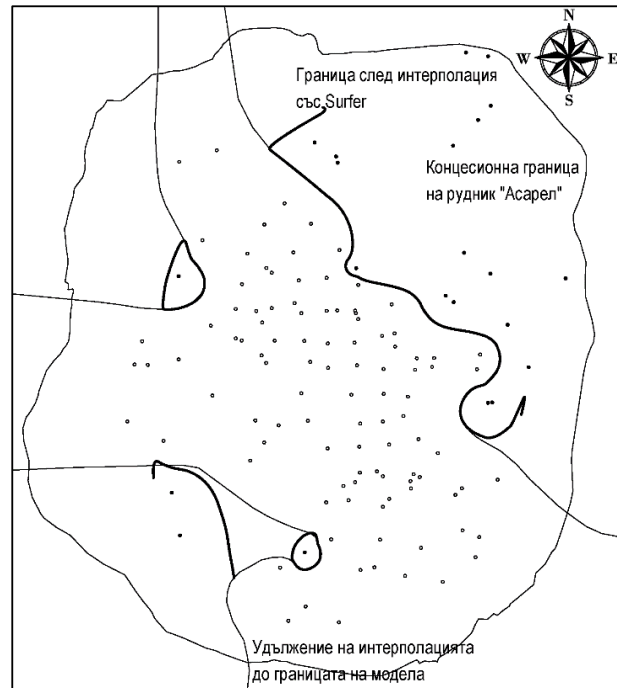 N
W E
S
Граница след интерполация
със Surfer
Концесионна граница
на рудник "Асарел"
Удължение на интерполацията
до границата на модела